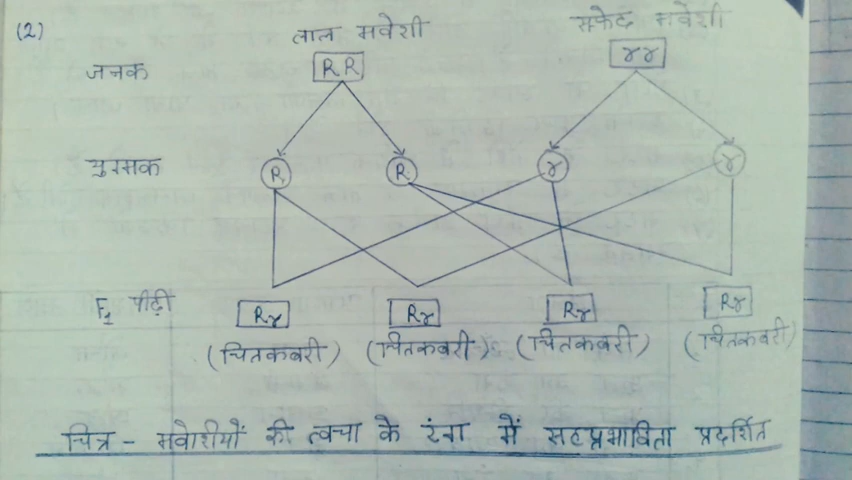 (2)
लाल मवेशी सफेद मवेशी
जनक RR rr
युग्मक R R r r
F1 पीढ़ी Rr Rr Rr Rr
(चितकबरी) (चितकबरी) (चितकबरी) (चितकबरी)
चित्र - मवेशीयों की त्वचा के रंग में सहप्रभाविता प्रदर्शित